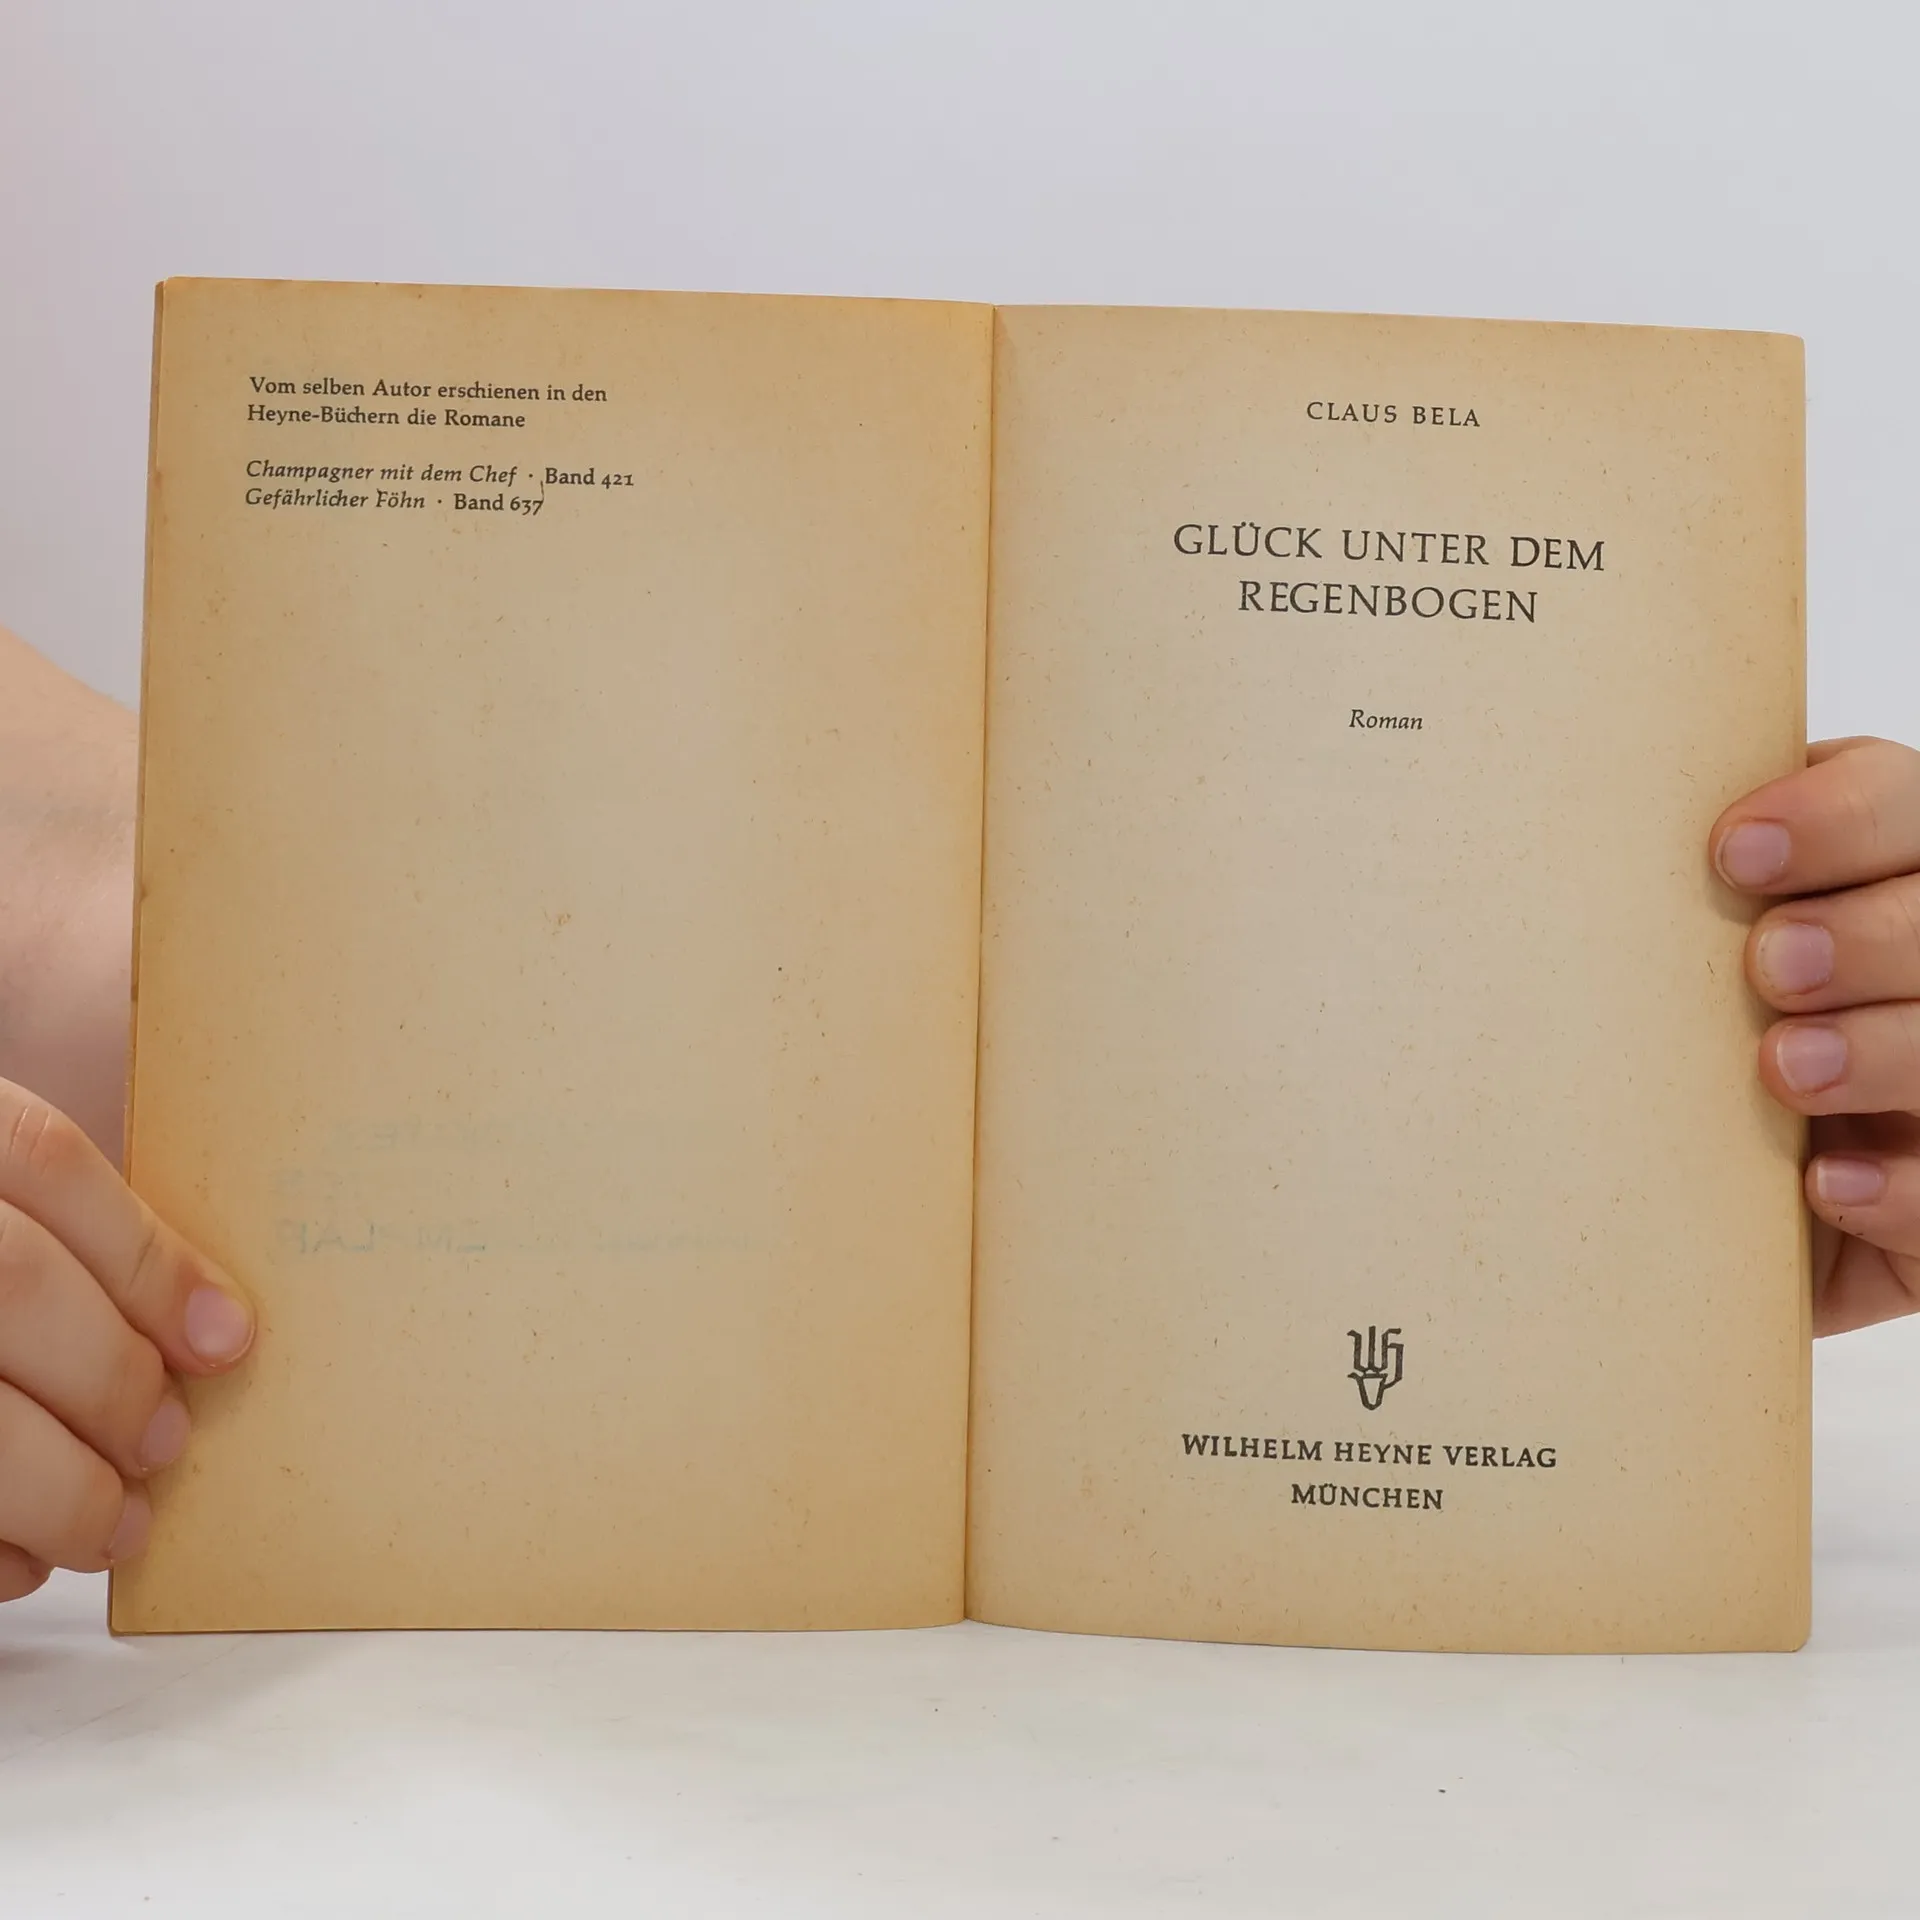 Vom selben Autor erschienen in den
Heyne-Büchern die Romane
Champagner mit dem Chef · Band 421
Gefährlicher Föhn · Band 637
CLAUS BELA
GLÜCK UNTER DEM
REGENBOGEN
Roman
WILHELM HEYNE VERLAG
MÜNCHEN